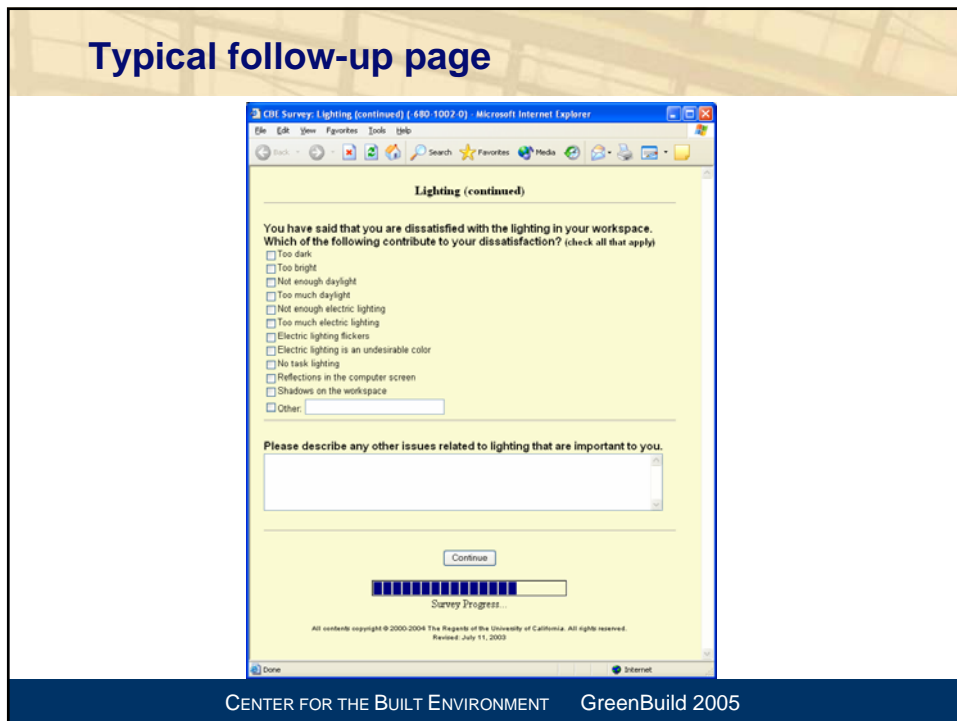 Typical follow-up page
CBE Survey: Lighting (continued) (-680-1002-0) - Microsoft Internet Explorer
File Edit View Favorites Tools Help
Back Search Favorites Media
Lighting (continued)
You have said that you are dissatisfied with the lighting in your workspace.
Which of the following contribute to your dissatisfaction? (check all that apply)
Too dark
Too bright
Not enough daylight
Too much daylight
Not enough electric lighting
Too much electric lighting
Electric lighting flickers
Electric lighting is an undesirable color
No task lighting
Reflections in the computer screen
Shadows on the workspace
Other:
Please describe any other issues related to lighting that are important to you.
Continue
Survey Progress...
All contents copyright © 2000-2004 The Regents of the University of California. All rights reserved.
Revised: July 11, 2003
Done Internet
CENTER FOR THE BUILT ENVIRONMENT GreenBuild 2005